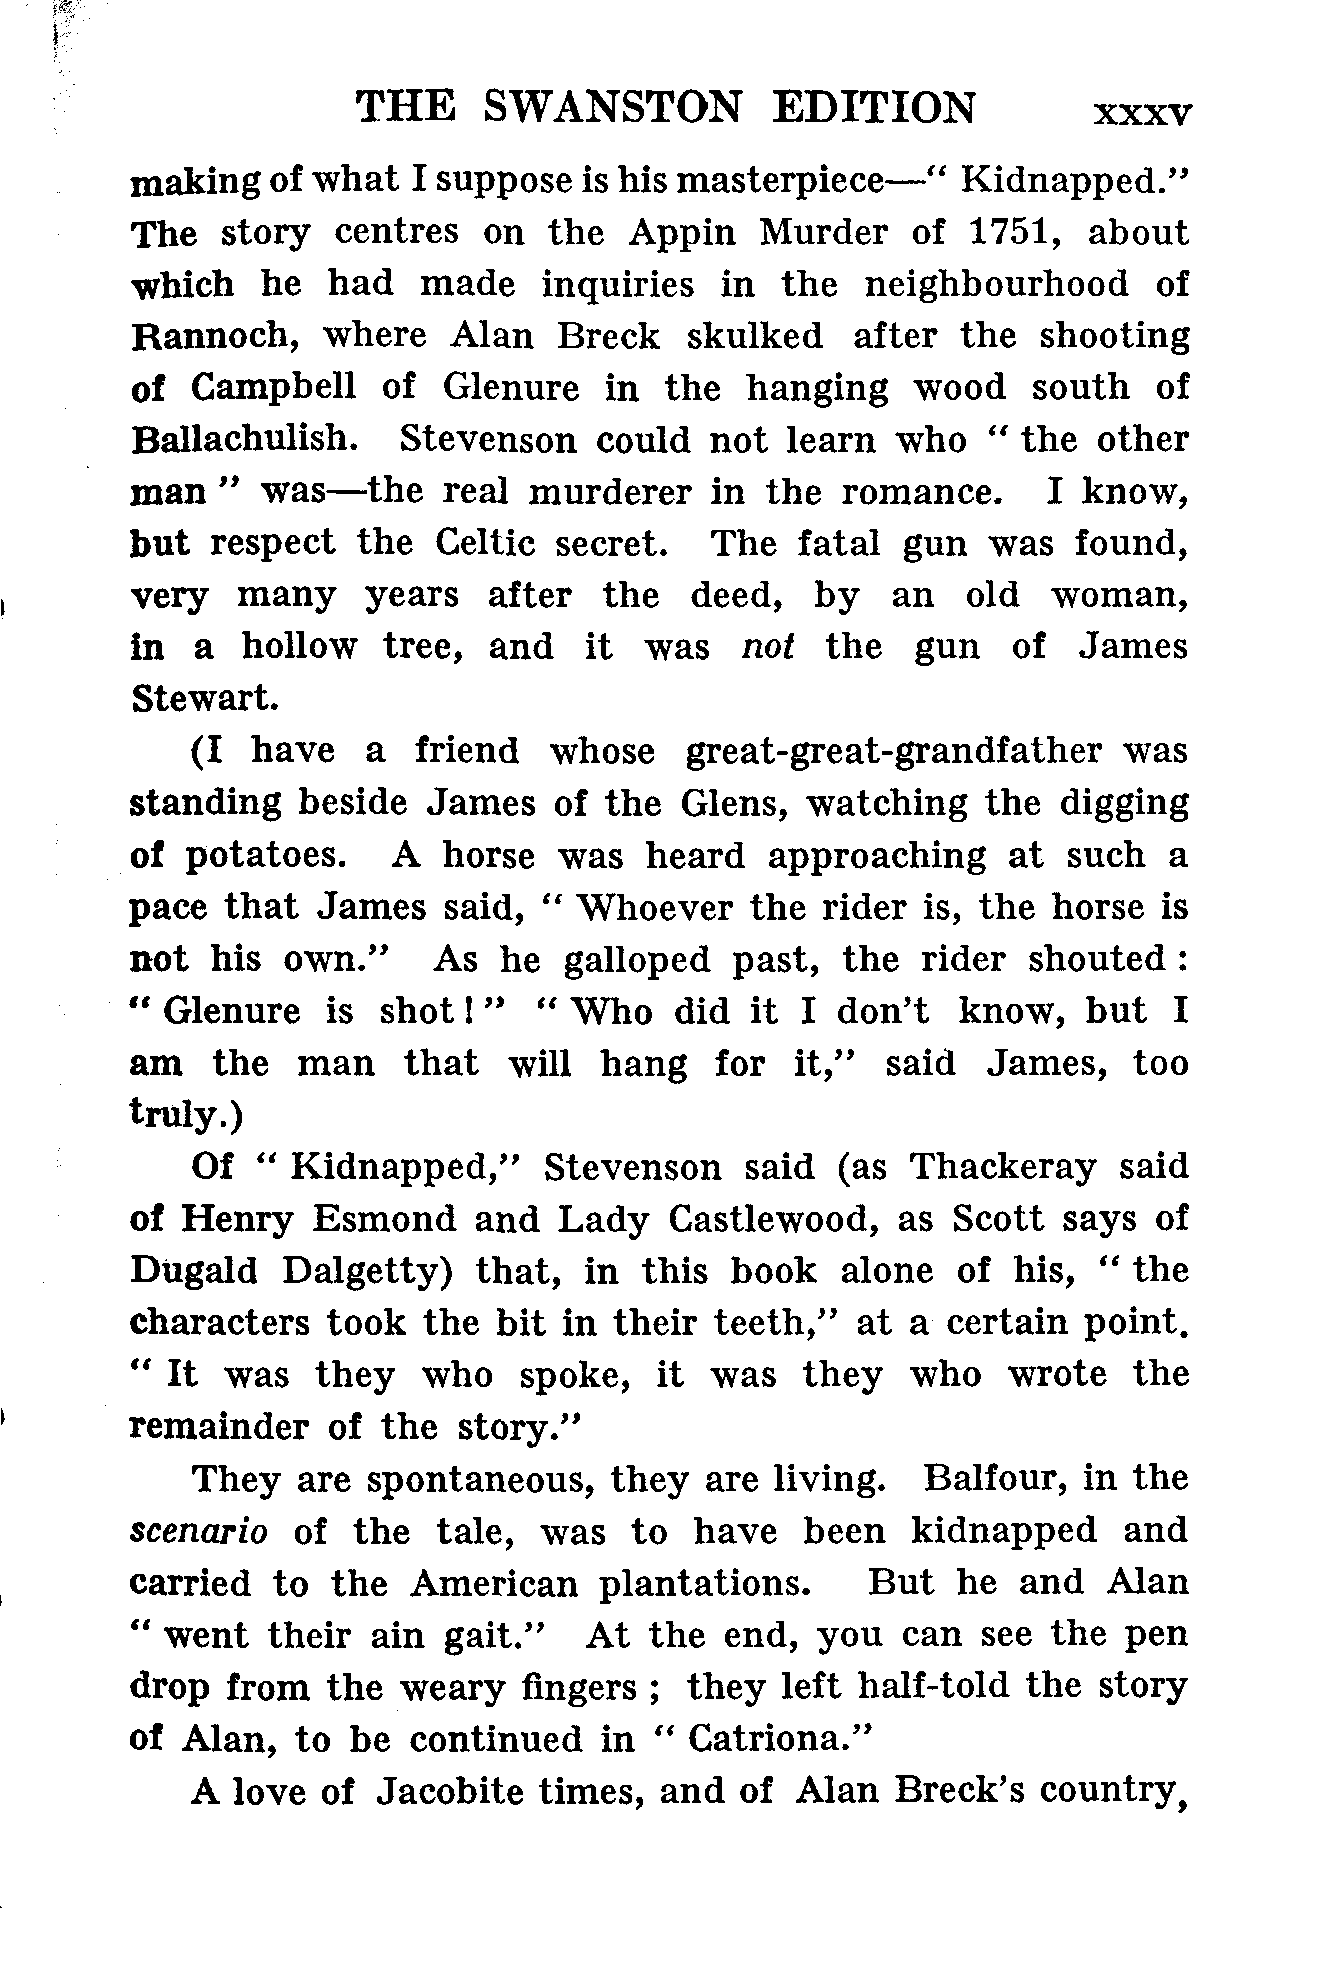 THE SWANSTON EDITION xxxv
making of what I suppose is his masterpiece—“ Kidnapped.”
The story centres on the Appin Murder of 1751, about
which he had made inquiries in the neighbourhood of
Rannoch, where Alan Breck skulked after the shooting
of Campbell of Glenure in the hanging wood south of
Ballachulish. Stevenson could not learn who “ the other
man ” was—the real murderer in the romance. I know,
but respect the Celtic secret. The fatal gun was found,
very many years after the deed, by an old woman,
in a hollow tree, and it was not the gun of James
Stewart.
(I have a friend whose great-great-grandfather was
standing beside James of the Glens, watching the digging
of potatoes. A horse was heard approaching at such a
pace that James said, “ Whoever the rider is, the horse is
not his own.” As he galloped past, the rider shouted :
“ Glenure is shot ! ” “ Who did it I don’t know, but I
am the man that will hang for it,” said James, too
truly.)
Of “ Kidnapped,” Stevenson said (as Thackeray said
of Henry Esmond and Lady Castlewood, as Scott says of
Dugald Dalgetty) that, in this book alone of his, “ the
characters took the bit in their teeth,” at a certain point.
“ It was they who spoke, it was they who wrote the
remainder of the story.”
They are spontaneous, they are living. Balfour, in the
scenario of the tale, was to have been kidnapped and
carried to the American plantations. But he and Alan
“ went their ain gait.” At the end, you can see the pen
drop from the weary fingers ; they left half-told the story
of Alan, to be continued in “ Catriona.”
A love of Jacobite times, and of Alan Breck’s country,